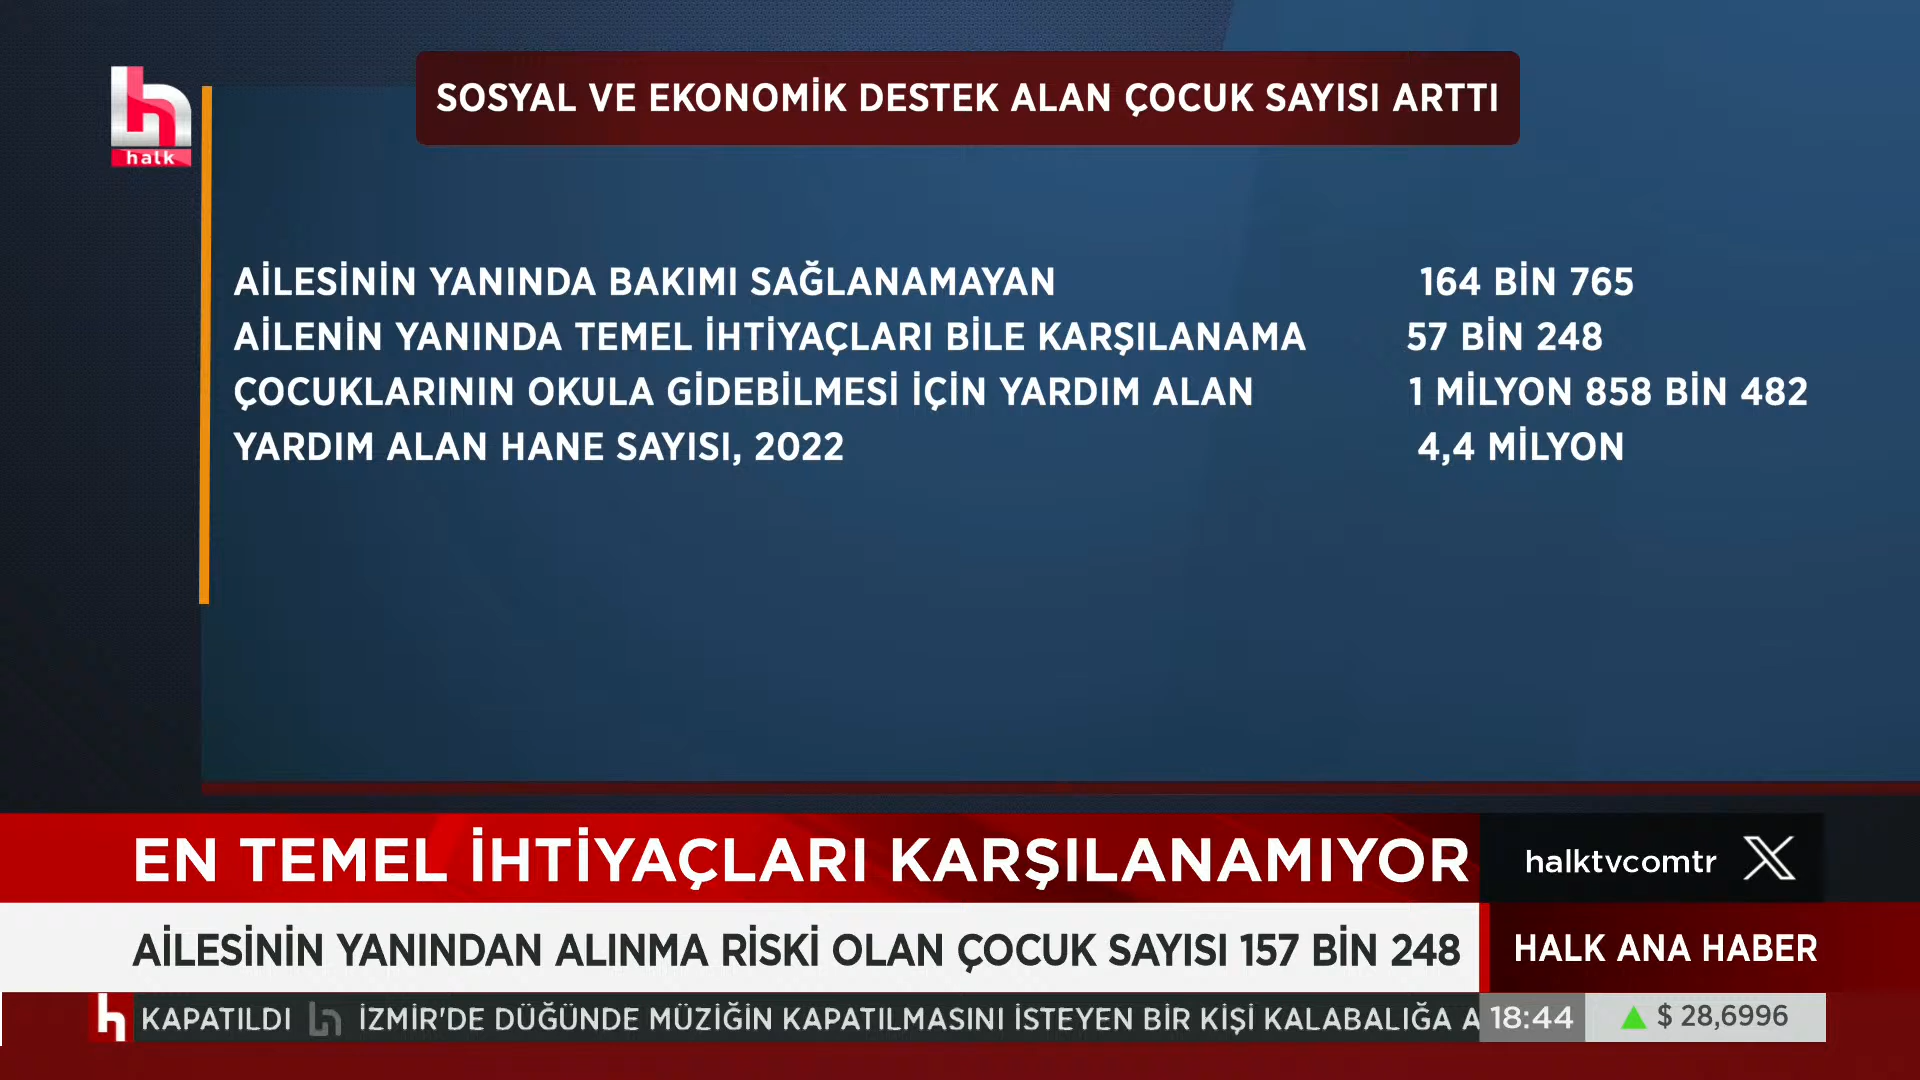 halk
SOSYAL VE EKONOMİK DESTEK ALAN ÇOCUK SAYISI ARTTI
AİLESİNİN YANINDA BAKIMI SAĞLANAMAYAN 164 BİN 765
AİLENİN YANINDA TEMEL İHTİYAÇLARI BİLE KARŞILANAMA 57 BİN 248
ÇOCUKLARININ OKULA GİDEBİLMESİ İÇİN YARDIM ALAN 1 MİLYON 858 BİN 482
YARDIM ALAN HANE SAYISI, 2022 4,4 MİLYON
EN TEMEL İHTİYAÇLARI KARŞILANAMIYOR
halktvcomtr X
AİLESİNİN YANINDAN ALINMA RİSKİ OLAN ÇOCUK SAYISI 157 BİN 248
HALK ANA HABER
KAPATILDI İZMİR'DE DÜĞÜNDE MÜZİĞİN KAPATILMASINI İSTEYEN BİR KİŞİ KALABALIĞA A
18:44
$ 28,6996